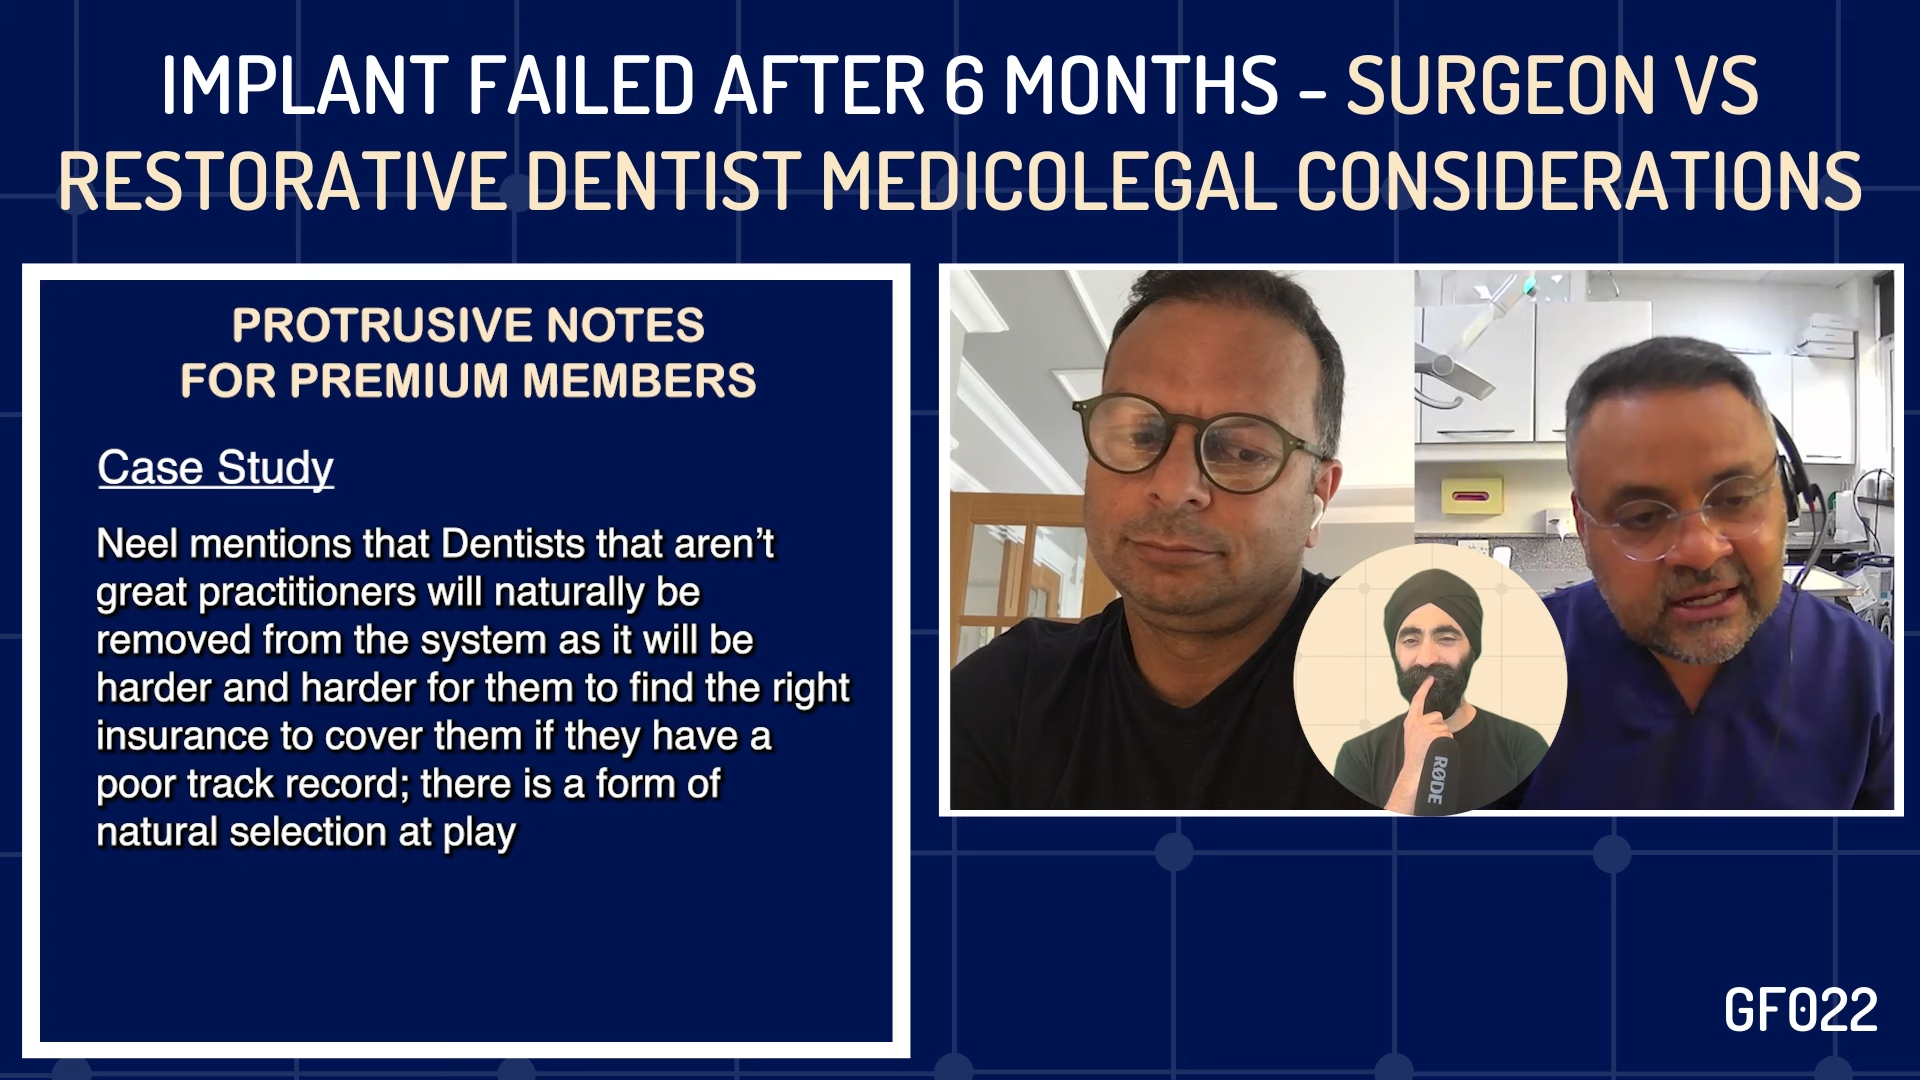 IMPLANT FAILED AFTER 6 MONTHS – SURGEON VS
RESTORATIVE DENTIST MEDICOLEGAL CONSIDERATIONS
PROTRUSIVE NOTES
FOR PREMIUM MEMBERS
Case Study
Neel mentions that Dentists that aren’t
great practitioners will naturally be
removed from the system as it will be
harder and harder for them to find the right
insurance to cover them if they have a
poor track record; there is a form of
natural selection at play
RØDE
GF022